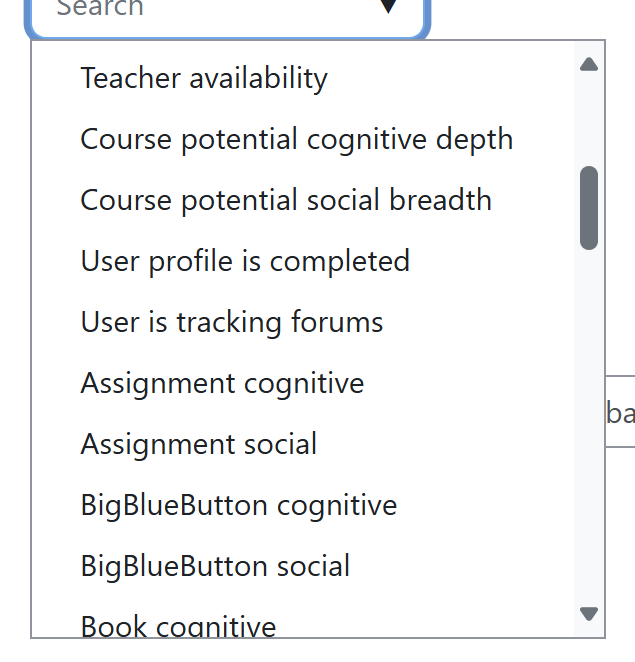 Search
Teacher availability
Course potential cognitive depth
Course potential social breadth
User profile is completed
User is tracking forums
Assignment cognitive
ba
Assignment social
BigBlueButton cognitive
BigBlueButton social
Book cognitive